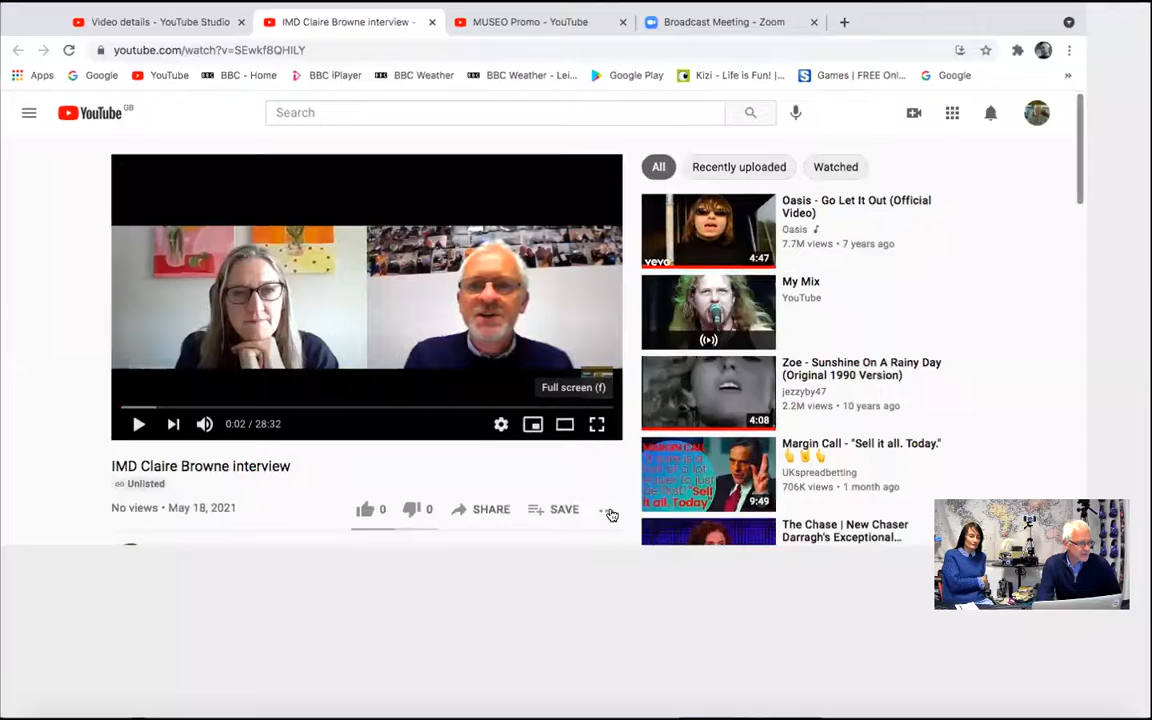 Video details - YouTube Studio
IMD Claire Browne interview -
MUSEO Promo - YouTube
Broadcast Meeting - Zoom
youtube.com/watch?v=SEwkf8QHILY
Apps
Google
YouTube
BBC - Home
BBC iPlayer
BBC Weather
BBC Weather - Lei...
Google Play
Kizi - Life is Fun! |...
Games | FREE Onl...
Google
»
YouTube GB
Search
All
Recently uploaded
Watched
Oasis - Go Let It Out (Official
Video)
Oasis
7.7M views • 7 years ago
vevo
4:47
My Mix
YouTube
Zoe - Sunshine On A Rainy Day
(Original 1990 Version)
jezzyby47
2.2M views • 10 years ago
4:08
Margin Call - "Sell it all. Today."
UKspreadbetting
706K views • 1 month ago
9:49
The Chase | New Chaser
Darragh's Exceptional...
Full screen (f)
0:02 / 28:32
IMD Claire Browne interview
Unlisted
No views • May 18, 2021
0
0
SHARE
SAVE